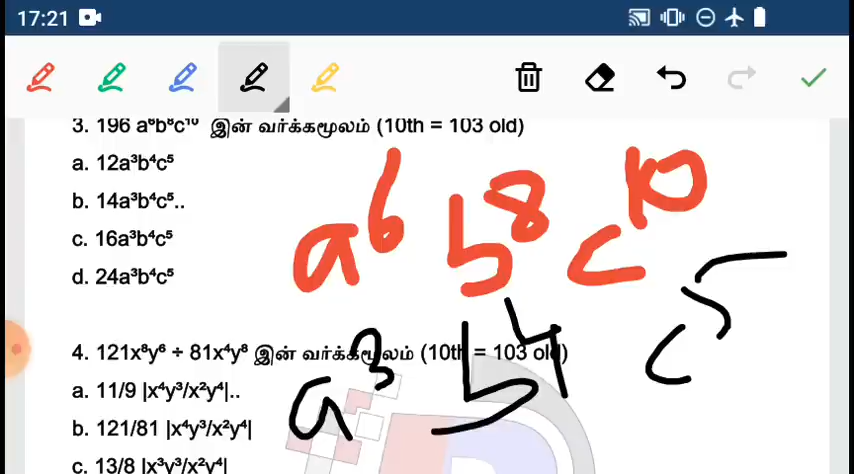 17:21
3. 196 a⁶b⁸c¹⁰ இன் வர்க்கமூலம் (10th = 103 old)
a. 12a³b⁴c⁵
b. 14a³b⁴c⁵..
c. 16a³b⁴c⁵
d. 24a³b⁴c⁵
a⁶ b⁸ c¹⁰
4. 121x⁸y⁶ ÷ 81x⁴y⁸ இன் வர்க்கமூலம் (10th = 103 old)
a³ b⁴ c⁵
a. 11/9 |x⁴y³/x²y⁴|..
b. 121/81 |x⁴y³/x²y⁴|
c. 13/8 |x³y³/x²y⁴|